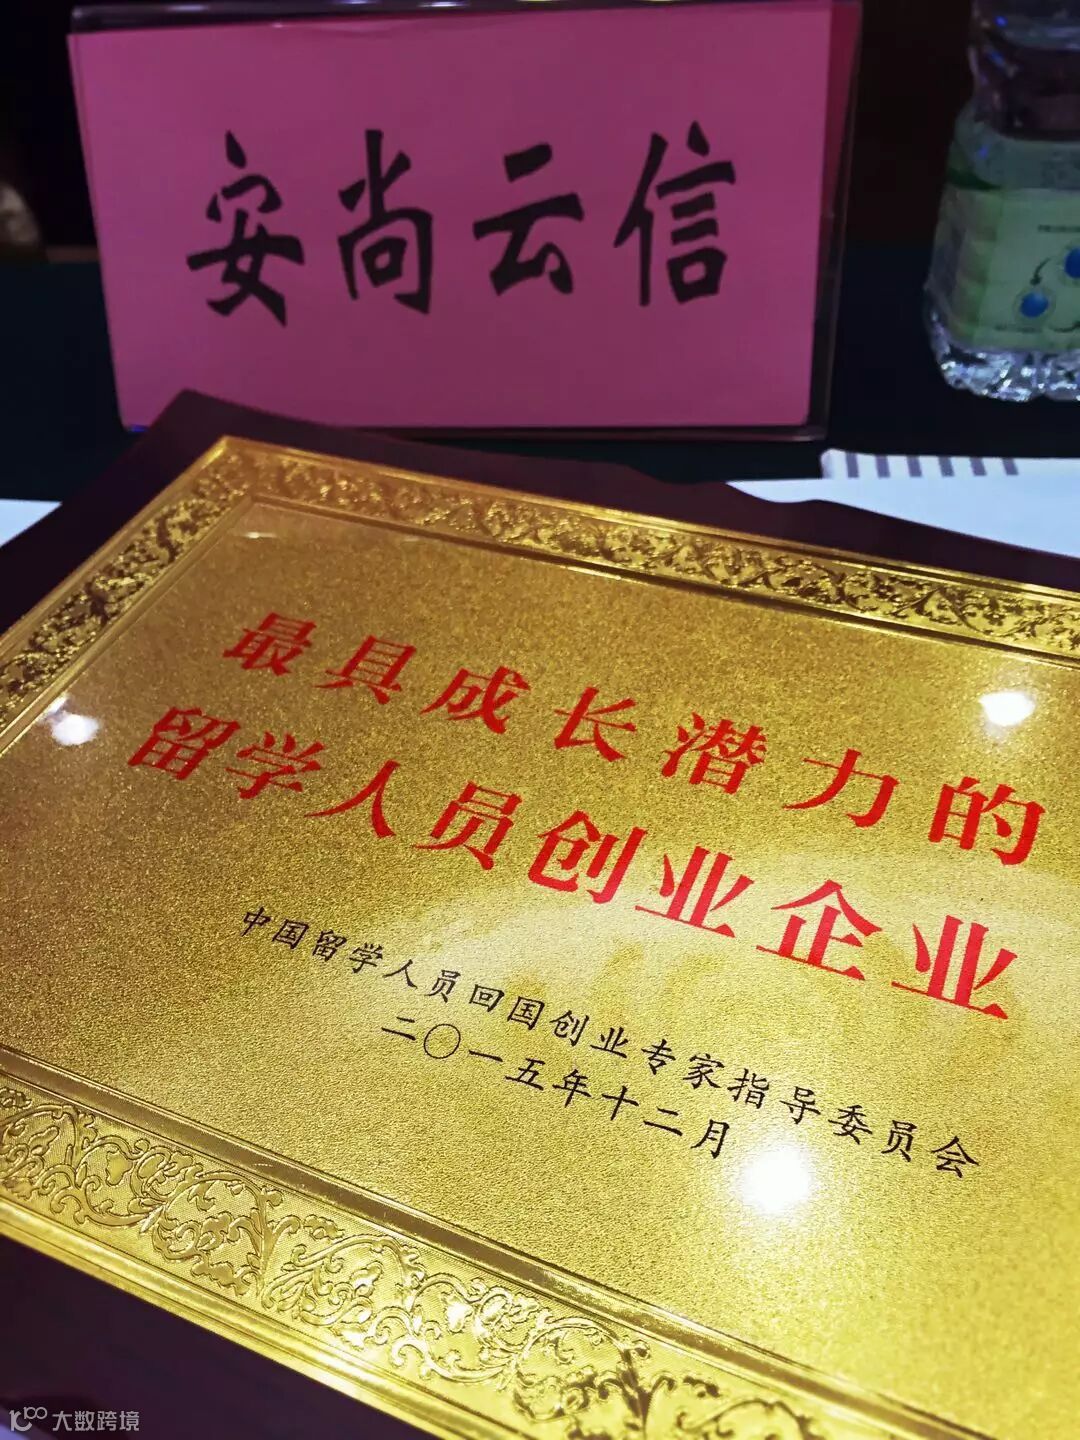 安尚云信
最具成长潜力的
留学人员创业企业
中国留学人员回国创业专家指导委员会
二〇一五年十二月
大数跨境